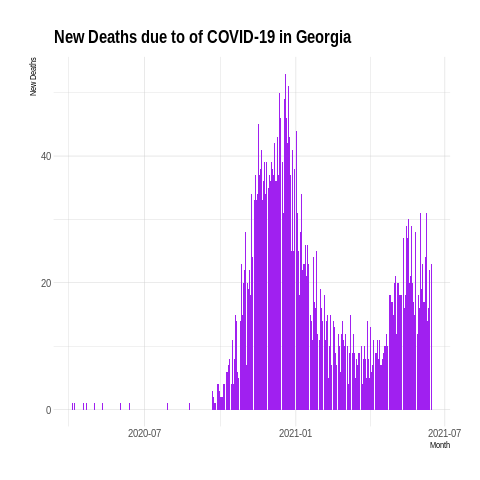 New Deaths due to of COVID-19 in Georgia
New Deaths
40
20
0
2020-07
2021-01
2021-07
Month